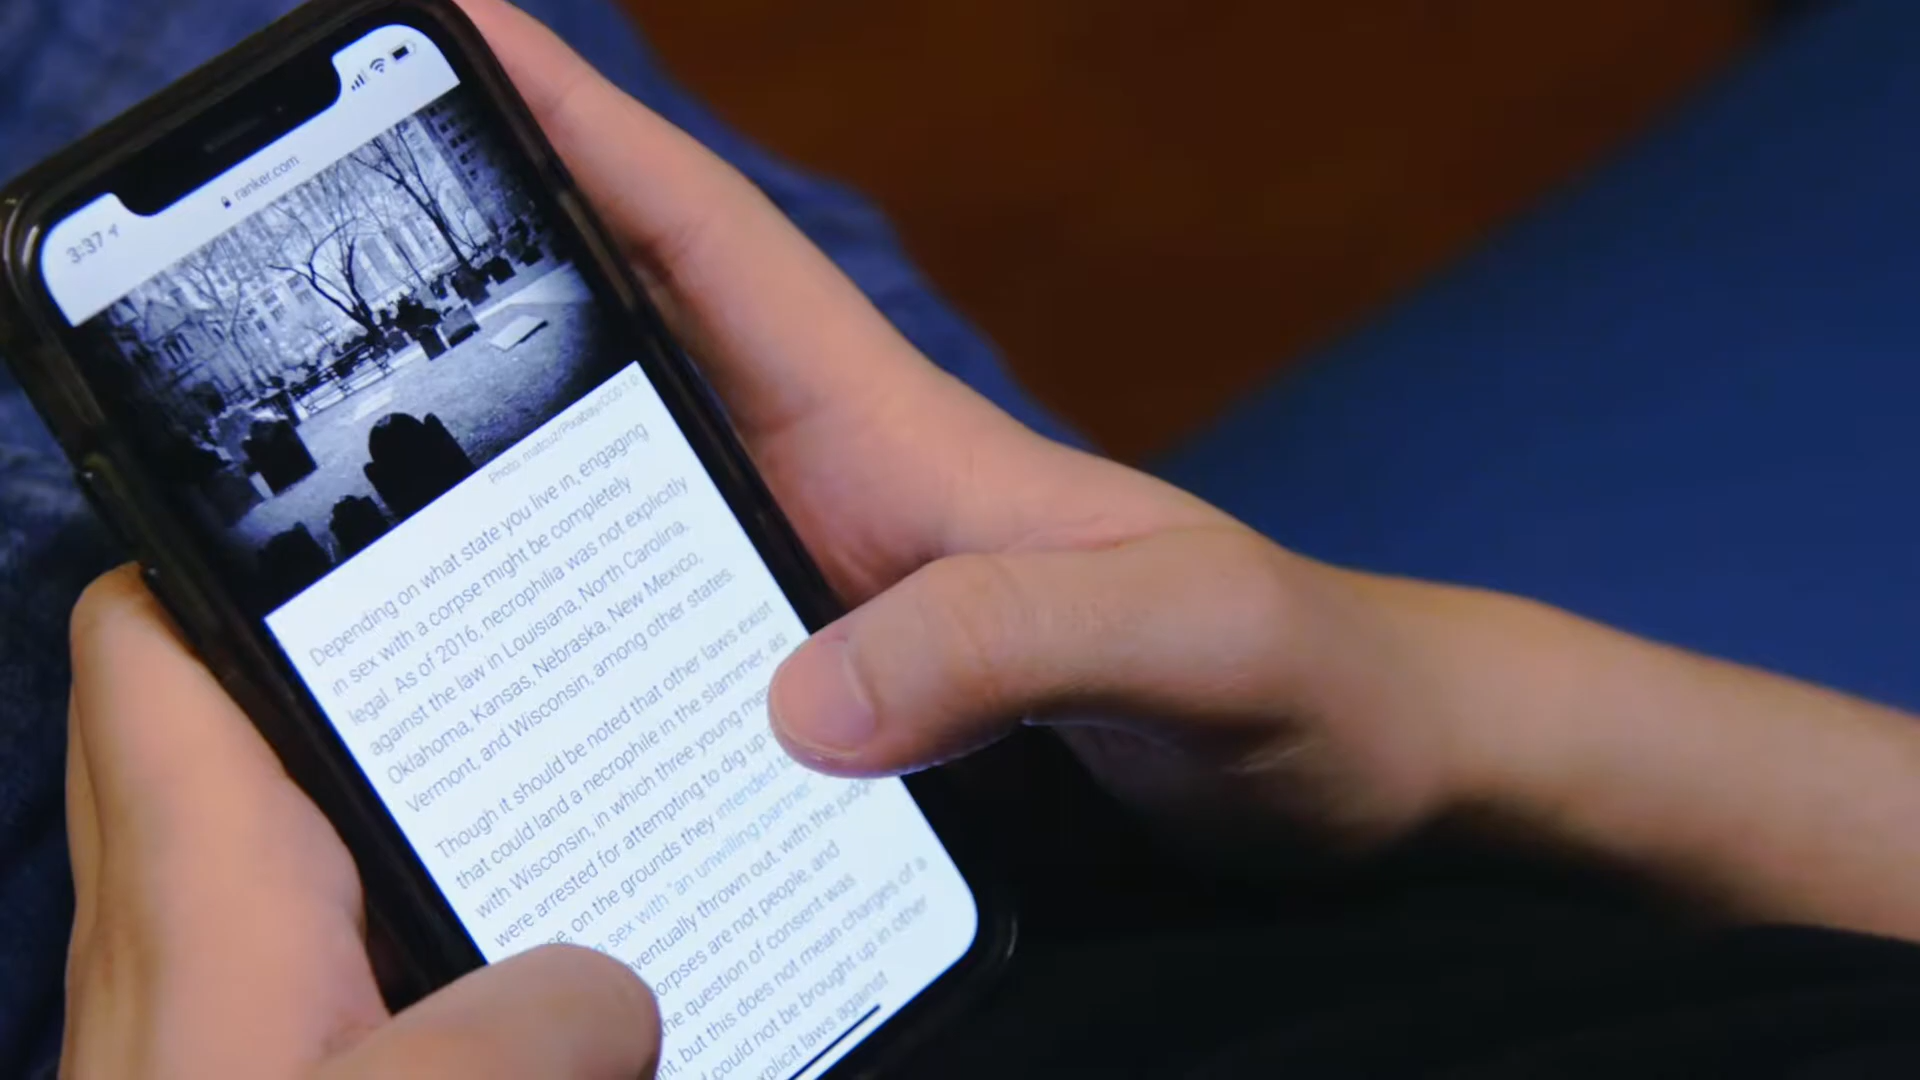 3:37
ranker.com
Photo: matcuz/Pixabay/CC0 1.0
Depending on what state you live in, engaging
in sex with a corpse might be completely
legal. As of 2016, necrophilia was not explicitly
against the law in Louisiana, North Carolina,
Oklahoma, Kansas, Nebraska, New Mexico,
Vermont, and Wisconsin, among other states.
Though it should be noted that other laws exist
that could land a necrophile in the slammer, as
with Wisconsin, in which three young me
were arrested for attempting to dig up
on the grounds they intended to
sex with "an unwilling partner
eventually thrown out, with the judge
orpses are not people, and
he question of consent was
nt, but this does not mean charges of a
could not be brought up in other
xplicit laws against